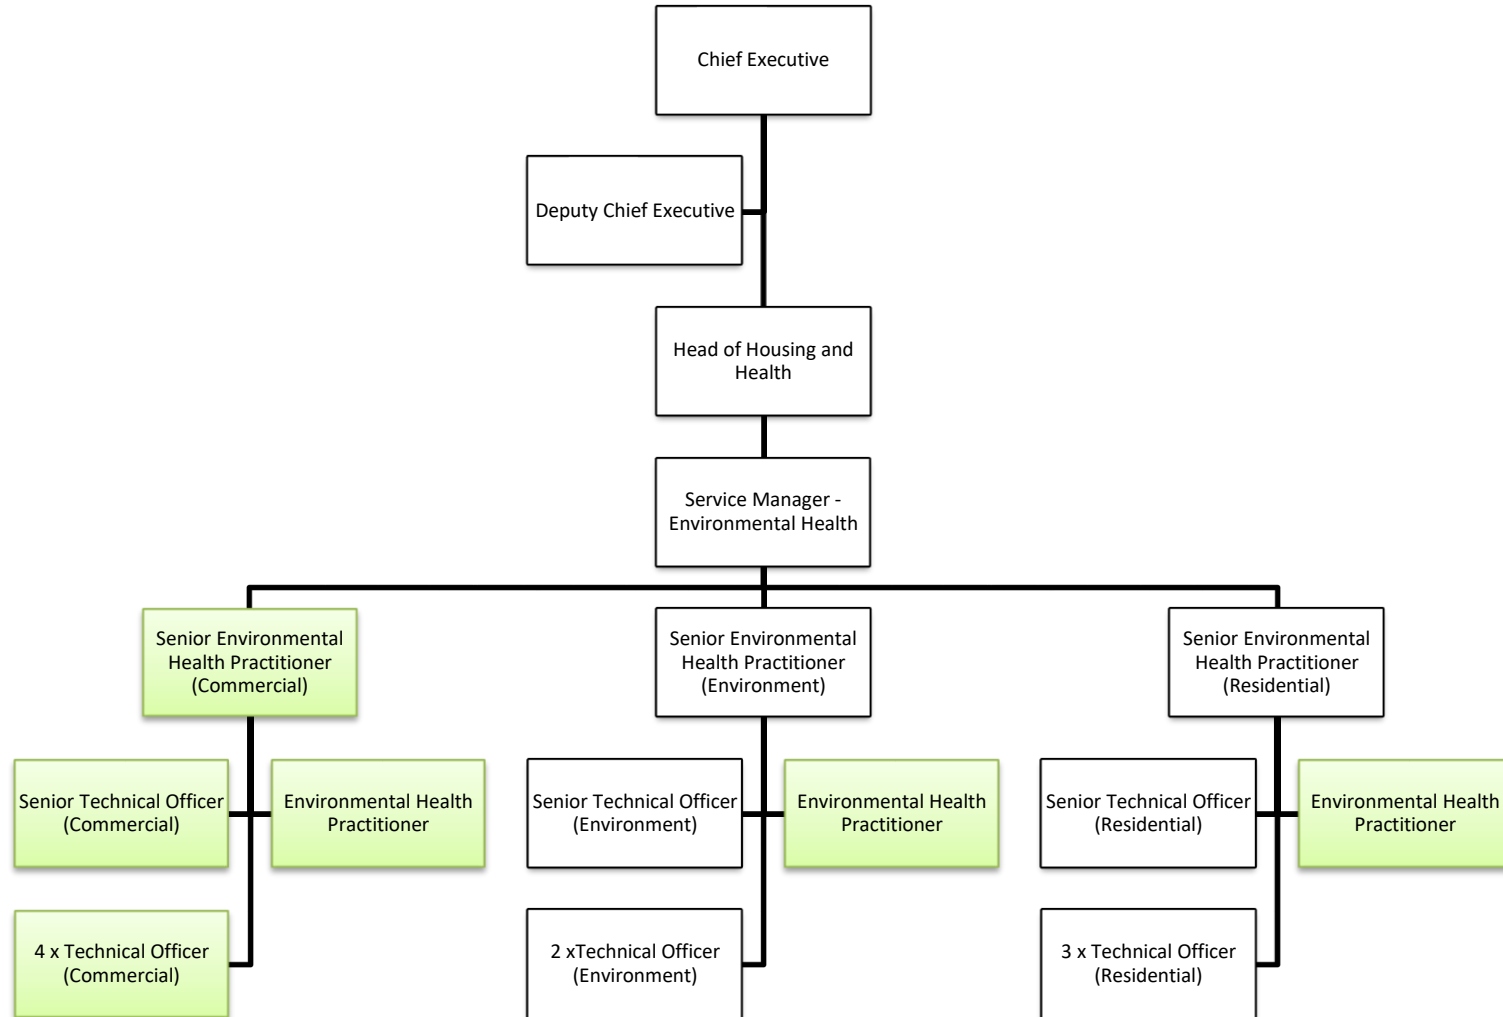 Chief Executive
Deputy Chief Executive
Head of Housing and
Health
Service Manager -
Environmental Health
Senior Environmental
Health Practitioner
(Commercial)
Senior Environmental
Health Practitioner
(Environment)
Senior Environmental
Health Practitioner
(Residential)
Senior Technical Officer
(Commercial)
Environmental Health
Practitioner
Senior Technical Officer
(Environment)
Environmental Health
Practitioner
Senior Technical Officer
(Residential)
Environmental Health
Practitioner
4 x Technical Officer
(Commercial)
2 xTechnical Officer
(Environment)
3 x Technical Officer
(Residential)